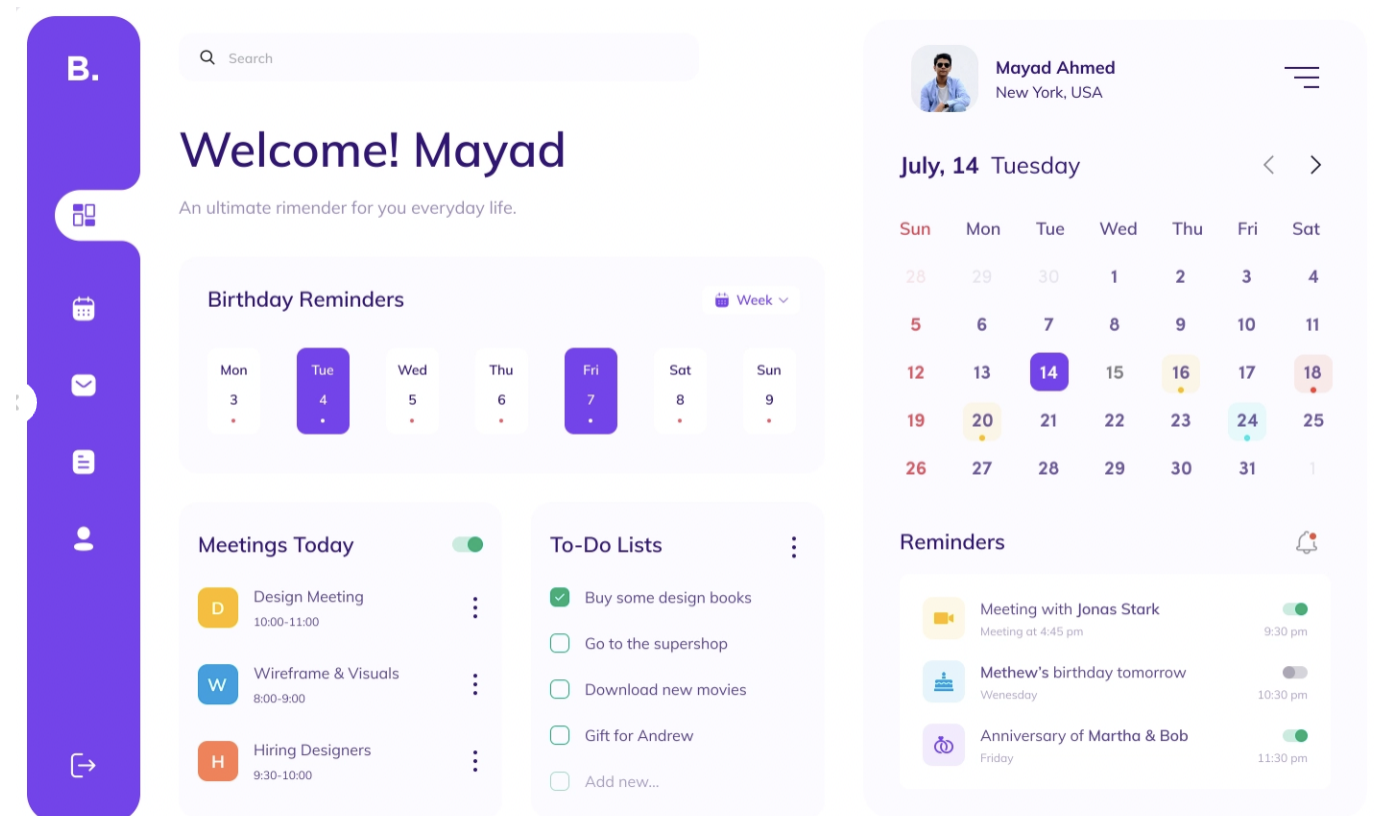 B.
Search
Welcome! Mayad
An ultimate rimender for you everyday life.
Birthday Reminders
Week
Mon Tue Wed Thu Fri Sat Sun
3 4 5 6 7 8 9
Meetings Today
D Design Meeting
10:00-11:00
W Wireframe & Visuals
8:00-9:00
H Hiring Designers
9:30-10:00
To-Do Lists
Buy some design books
Go to the supershop
Download new movies
Gift for Andrew
Add new...
Mayad Ahmed
New York, USA
July, 14 Tuesday
Sun Mon Tue Wed Thu Fri Sat
28 29 30 1 2 3 4
5 6 7 8 9 10 11
12 13 14 15 16 17 18
19 20 21 22 23 24 25
26 27 28 29 30 31 1
Reminders
Meeting with Jonas Stark
Meeting at 4:45 pm 9:30 pm
Methew's birthday tomorrow
Wenesday 10:30 pm
Anniversary of Martha & Bob
Friday 11:30 pm